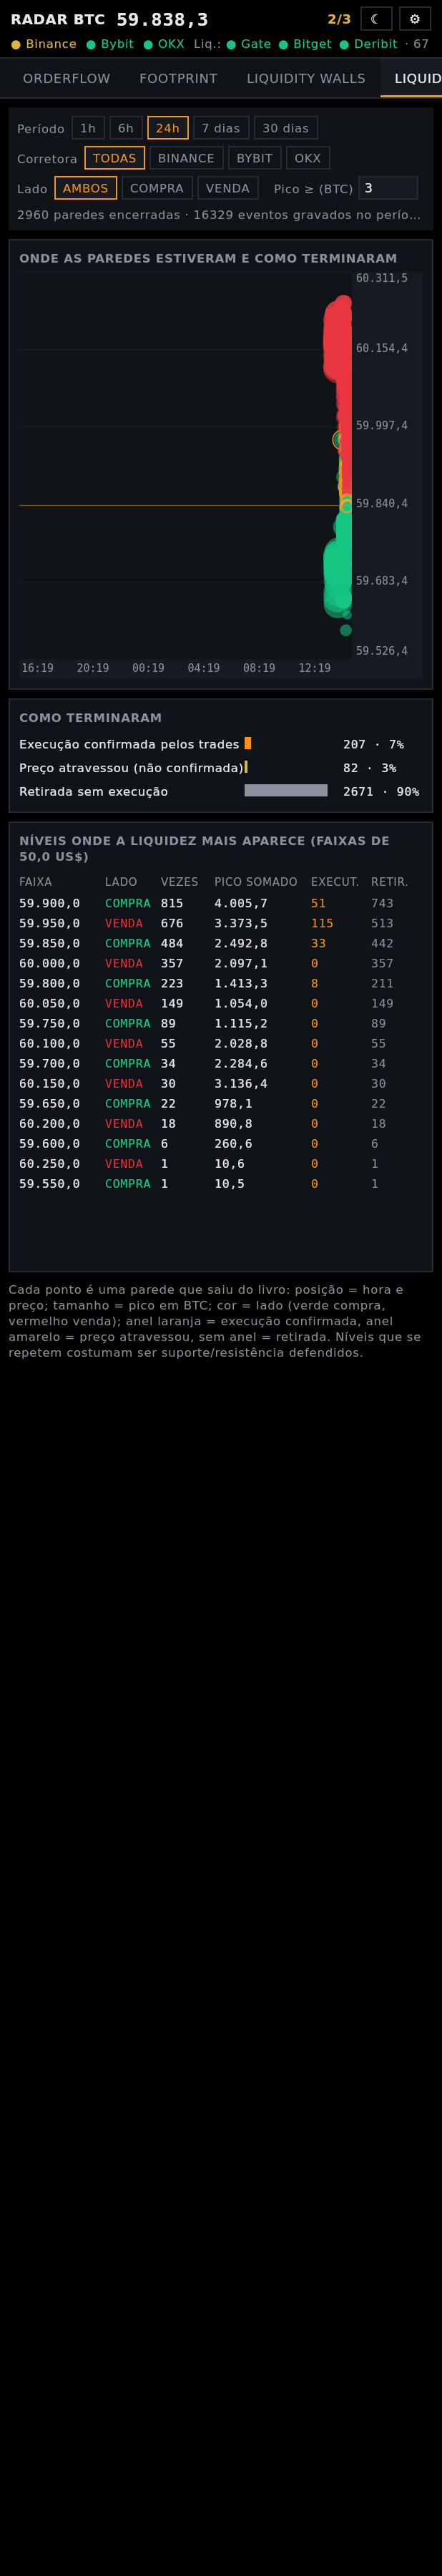 RADAR BTC 59.838,3 2/3 ☾ ⚙
Binance Bybit OKX Liq.: Gate Bitget Deribit · 67
ORDERFLOW FOOTPRINT LIQUIDITY WALLS LIQUID
Período 1h 6h 24h 7 dias 30 dias
Corretora TODAS BINANCE BYBIT OKX
Lado AMBOS COMPRA VENDA Pico ≥ (BTC) 3
2960 paredes encerradas · 16329 eventos gravados no perío...
ONDE AS PAREDES ESTIVERAM E COMO TERMINARAM
60.311,5
60.154,4
59.997,4
59.840,4
59.683,4
59.526,4
16:19 20:19 00:19 04:19 08:19 12:19
COMO TERMINARAM
Execução confirmada pelos trades 207 · 7%
Preço atravessou (não confirmada) 82 · 3%
Retirada sem execução 2671 · 90%
NÍVEIS ONDE A LIQUIDEZ MAIS APARECE (FAIXAS DE
50,0 US$)
FAIXA LADO VEZES PICO SOMADO EXECUT. RETIR.
59.900,0 COMPRA 815 4.005,7 51 743
59.950,0 VENDA 676 3.373,5 115 513
59.850,0 COMPRA 484 2.492,8 33 442
60.000,0 VENDA 357 2.097,1 0 357
59.800,0 COMPRA 223 1.413,3 8 211
60.050,0 VENDA 149 1.054,0 0 149
59.750,0 COMPRA 89 1.115,2 0 89
60.100,0 VENDA 55 2.028,8 0 55
59.700,0 COMPRA 34 2.284,6 0 34
60.150,0 VENDA 30 3.136,4 0 30
59.650,0 COMPRA 22 978,1 0 22
60.200,0 VENDA 18 890,8 0 18
59.600,0 COMPRA 6 260,6 0 6
60.250,0 VENDA 1 10,6 0 1
59.550,0 COMPRA 1 10,5 0 1
Cada ponto é uma parede que saiu do livro: posição = hora e
preço; tamanho = pico em BTC; cor = lado (verde compra,
vermelho venda); anel laranja = execução confirmada, anel
amarelo = preço atravessou, sem anel = retirada. Níveis que se
repetem costumam ser suporte/resistência defendidos.